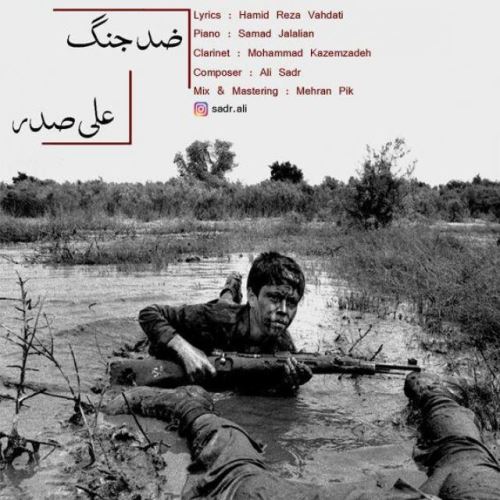 ضد جنگ
علی صدر
Lyrics : Hamid Reza Vahdati
Piano : Samad Jalalian
Clarinet : Mohammad Kazemzadeh
Composer : Ali Sadr
Mix & Mastering : Mehran Pik
sadr.ali